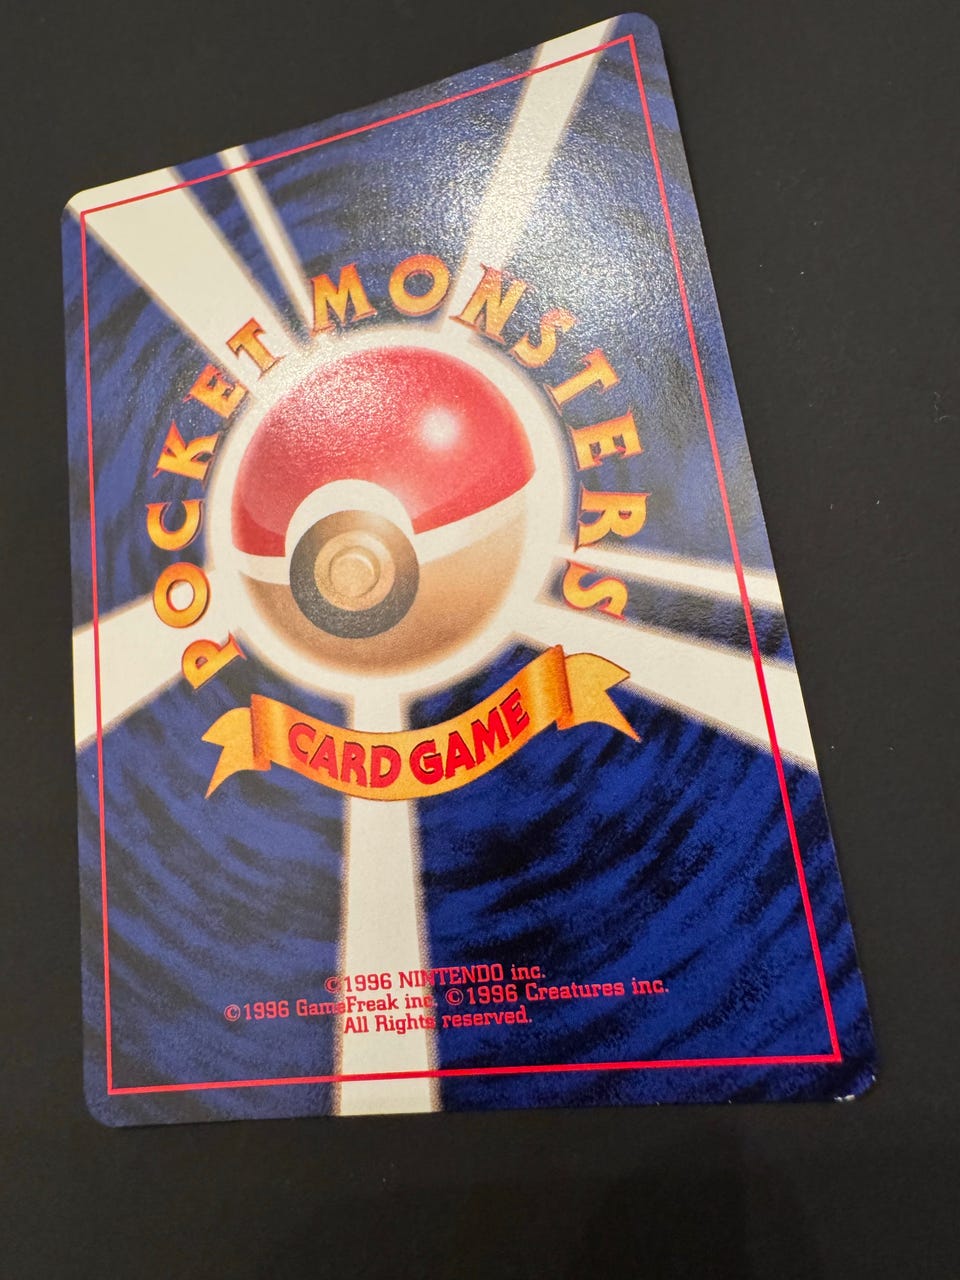 POCKET MONSTERS
CARD GAME
©1996 NINTENDO inc.
©1996 GameFreak inc. ©1996 Creatures inc.
All Rights reserved.